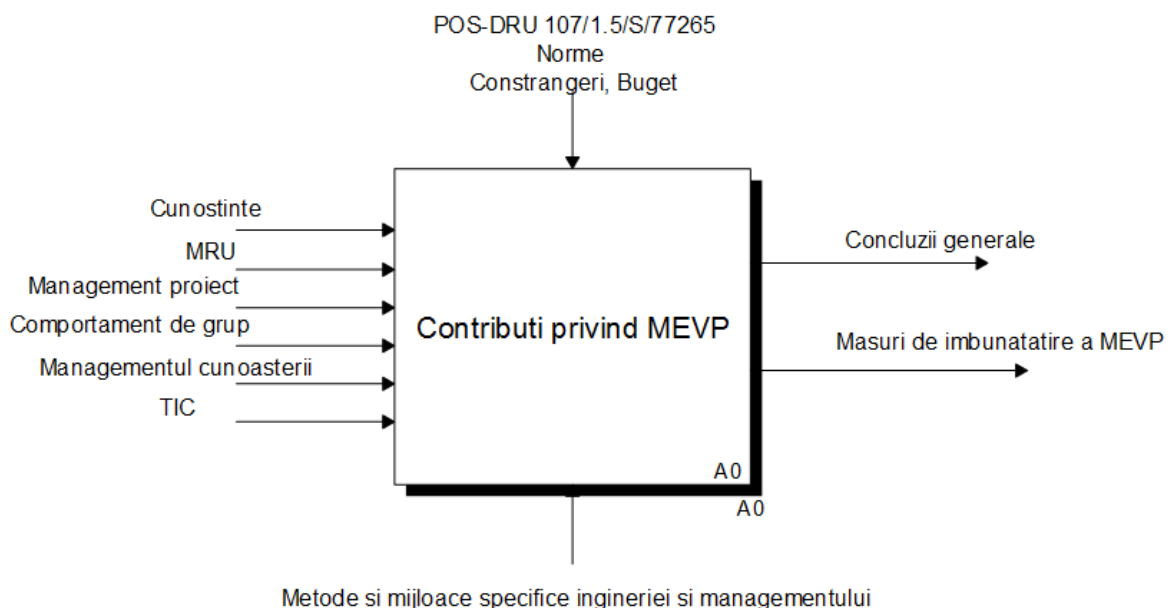 POS-DRU 107/1.5/S/77265
Norme
Constrangeri, Buget
Cunostinte
MRU
Management proiect
Comportament de grup
Managementul cunoasterii
TIC
Contributi privind MEVP
A0
A0
Concluzii generale
Masuri de imbunatatire a MEVP
Metode si mijloace specifice ingineriei si managementului